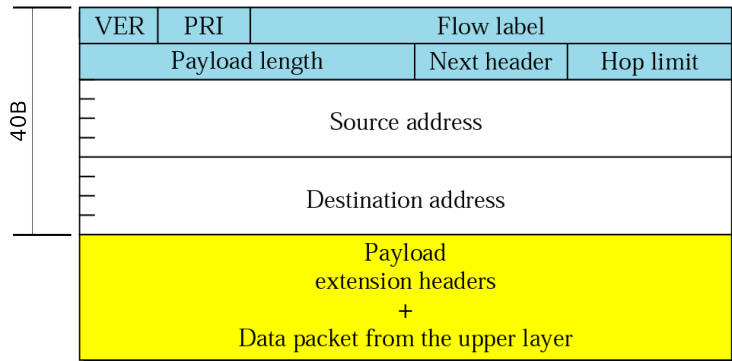 VER PRI Flow label
Payload length Next header Hop limit
40B
Source address
Destination address
Payload
extension headers
+
Data packet from the upper layer